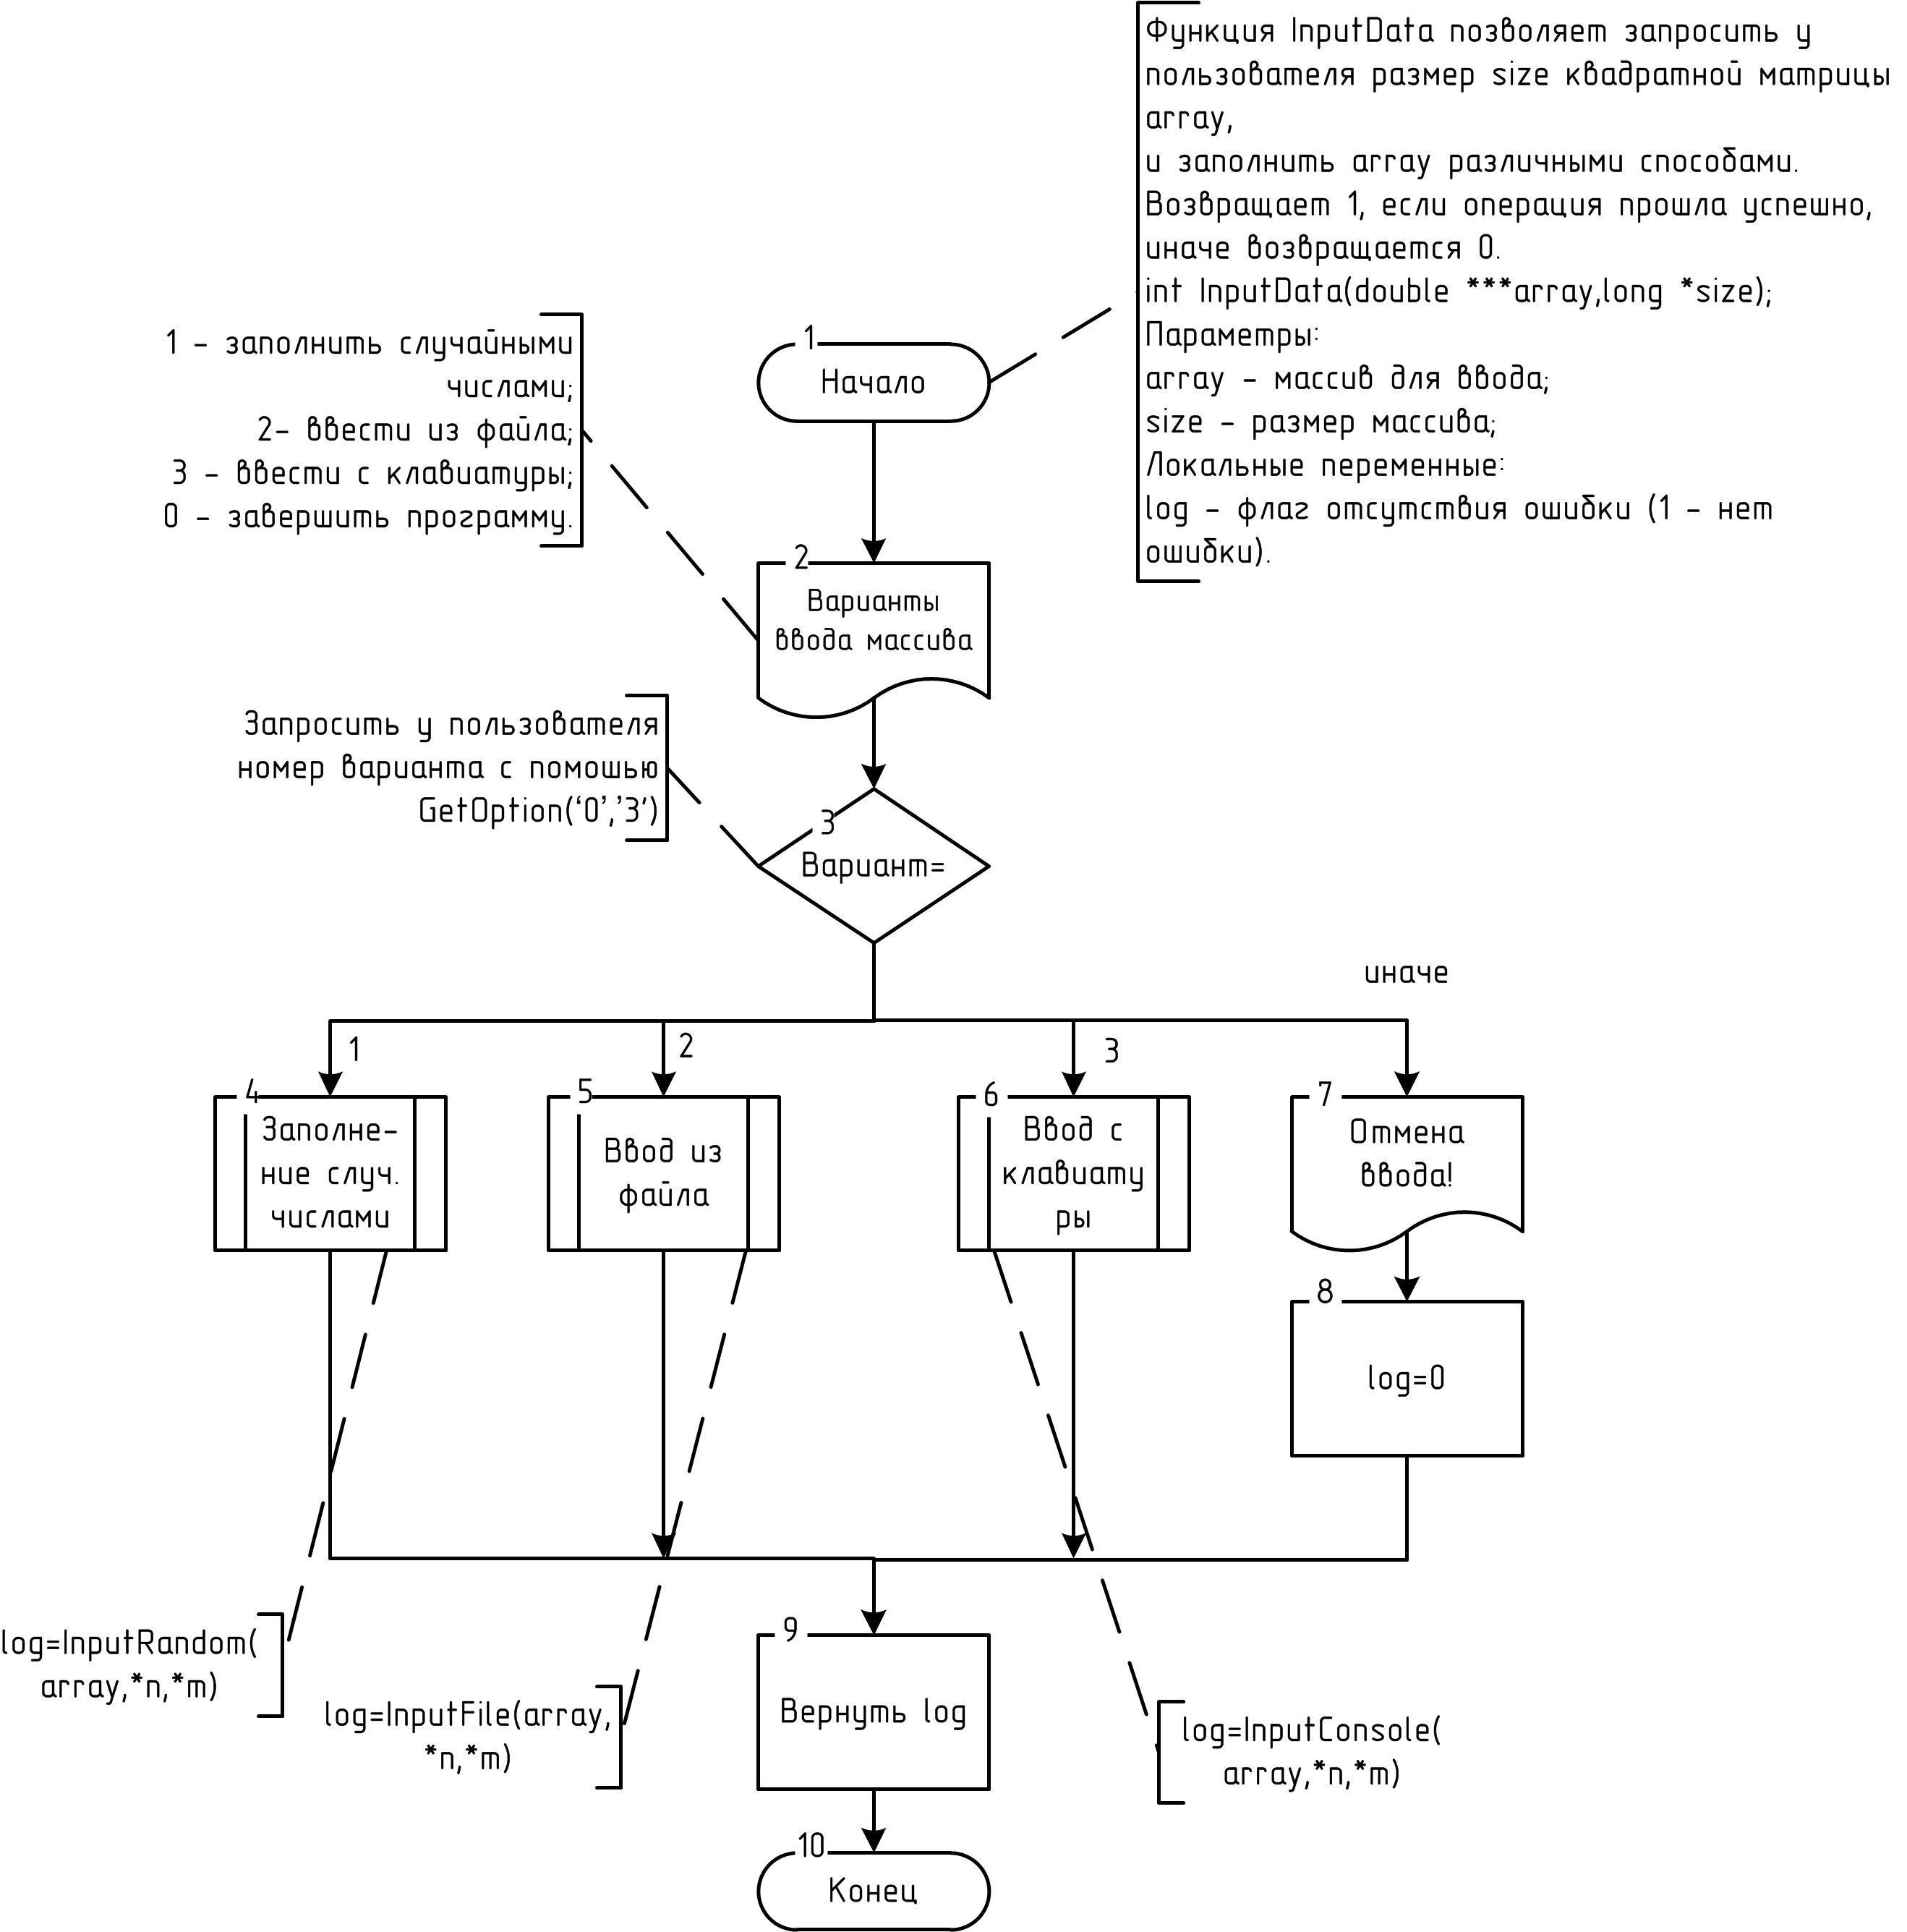 Функция InputData позволяет запросить у
пользователя размер size квадратной матрицы
array,
и заполнить array различными способами.
Возвращает 1, если операция прошла успешно,
иначе возвращается 0.
int InputData(double ***array,long *size);
Параметры:
array - массив для ввода;
size - размер массива;
Локальные переменные:
log - флаг отсутствия ошибки (1 - нет
ошибки).
1 - заполнить случайными
числами;
2- ввести из файла;
3 - ввести с клавиатуры;
0 - завершить программу.
1
Начало
2
Варианты
ввода массива
Запросить у пользователя
номер варианта с помошью
GetOption(‘0’,’3’)
3
Вариант=
иначе
1
2
3
4
Заполне-
ние случ.
числами
5
Ввод из
файла
6
Ввод с
клавиату
ры
7
Отмена
ввода!
8
log=0
log=InputRandom(
array,*n,*m)
log=InputFile(array,
*n,*m)
9
Вернуть log
log=InputConsole(
array,*n,*m)
10
Конец